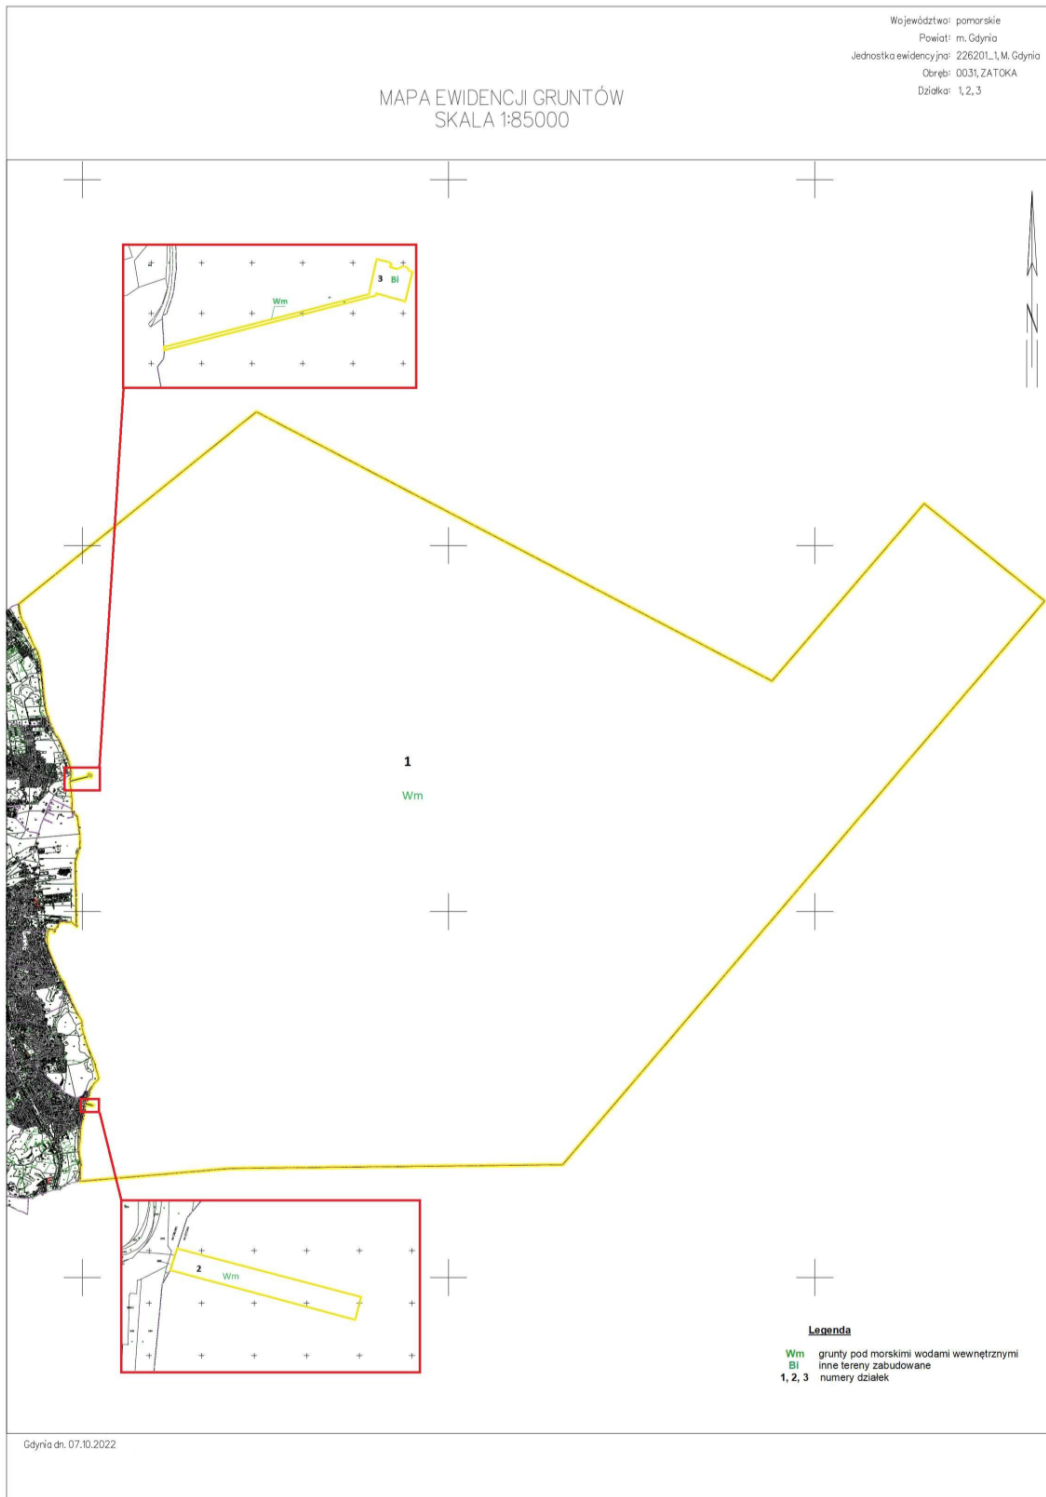 Województwo: pomorskie
Powiat: m. Gdynia
Jednostka ewidencyjna: 226201_1, M. Gdynia
Obręb: 0031, ZATOKA
Działka: 1, 2, 3
MAPA EWIDENCJI GRUNTÓW
SKALA 1:85000
3 Bi
Wm
N
1
Wm
2
Wm
Legenda
Wm grunty pod morskimi wodami wewnętrznymi
Bi inne tereny zabudowane
1, 2, 3 numery działek
Gdynia dn. 07.10.2022